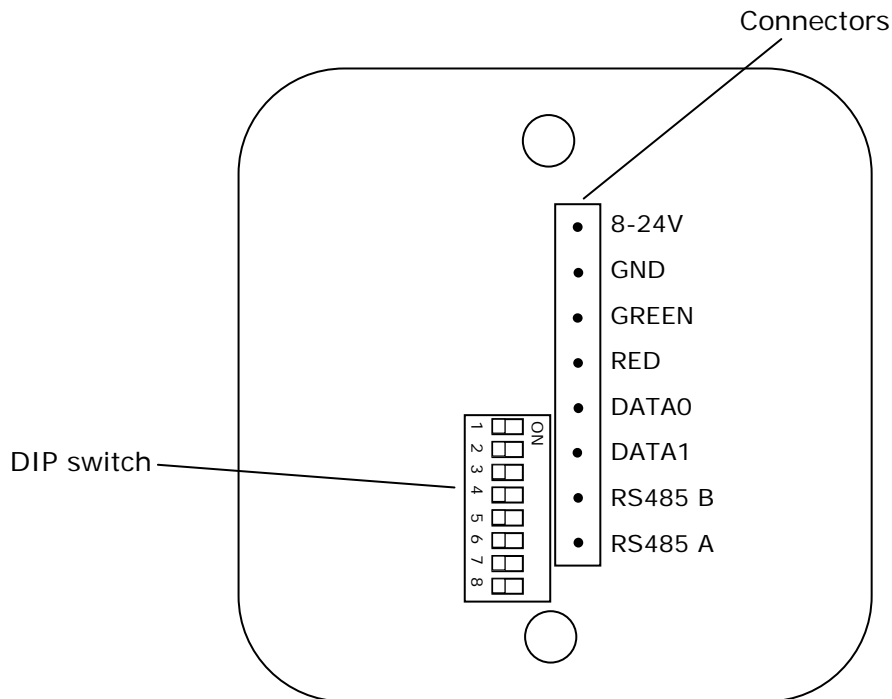 Connectors
8-24V
GND
GREEN
RED
DATA0
DATA1
RS485 B
RS485 A
DIP switch
ON
1
2
3
4
5
6
7
8